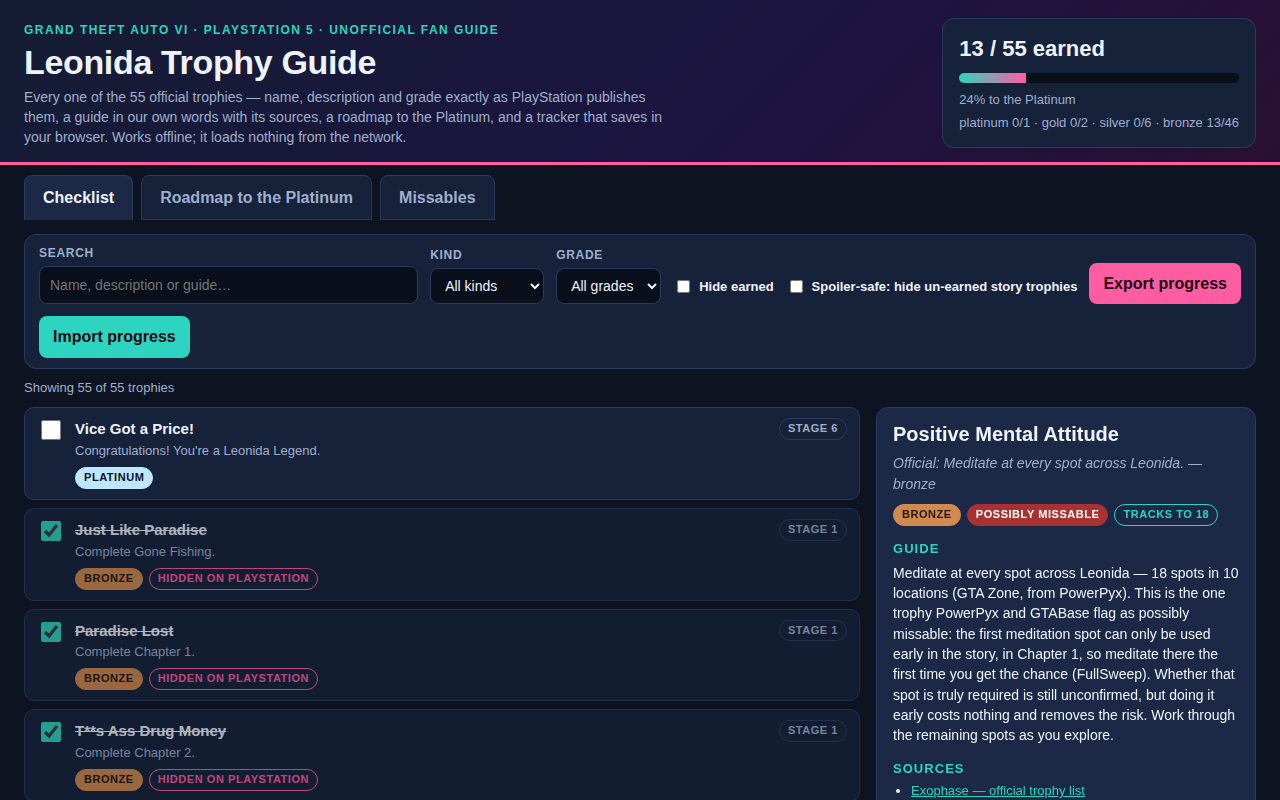 GRAND THEFT AUTO VI · PLAYSTATION 5 · UNOFFICIAL FAN GUIDE
Leonida Trophy Guide
Every one of the 55 official trophies — name, description and grade exactly as PlayStation publishes
them, a guide in our own words with its sources, a roadmap to the Platinum, and a tracker that saves in
your browser. Works offline; it loads nothing from the network.
13 / 55 earned
24% to the Platinum
platinum 0/1 · gold 0/2 · silver 0/6 · bronze 13/46
Checklist
Roadmap to the Platinum
Missables
SEARCH
Name, description or guide…
KIND
All kinds
GRADE
All grades
Hide earned
Spoiler-safe: hide un-earned story trophies
Export progress
Import progress
Showing 55 of 55 trophies
Vice Got a Price!
STAGE 6
Congratulations! You're a Leonida Legend.
PLATINUM
Just Like Paradise
STAGE 1
Complete Gone Fishing.
BRONZE
HIDDEN ON PLAYSTATION
Paradise Lost
STAGE 1
Complete Chapter 1.
BRONZE
HIDDEN ON PLAYSTATION
T**s Ass Drug Money
STAGE 1
Complete Chapter 2.
BRONZE
HIDDEN ON PLAYSTATION
Positive Mental Attitude
Official: Meditate at every spot across Leonida. —
bronze
BRONZE
POSSIBLY MISSABLE
TRACKS TO 18
GUIDE
Meditate at every spot across Leonida — 18 spots in 10
locations (GTA Zone, from PowerPyx). This is the one
trophy PowerPyx and GTABase flag as possibly
missable: the first meditation spot can only be used
early in the story, in Chapter 1, so meditate there the
first time you get the chance (FullSweep). Whether that
spot is truly required is still unconfirmed, but doing it
early costs nothing and removes the risk. Work through
the remaining spots as you explore.
SOURCES
Exophase — official trophy list